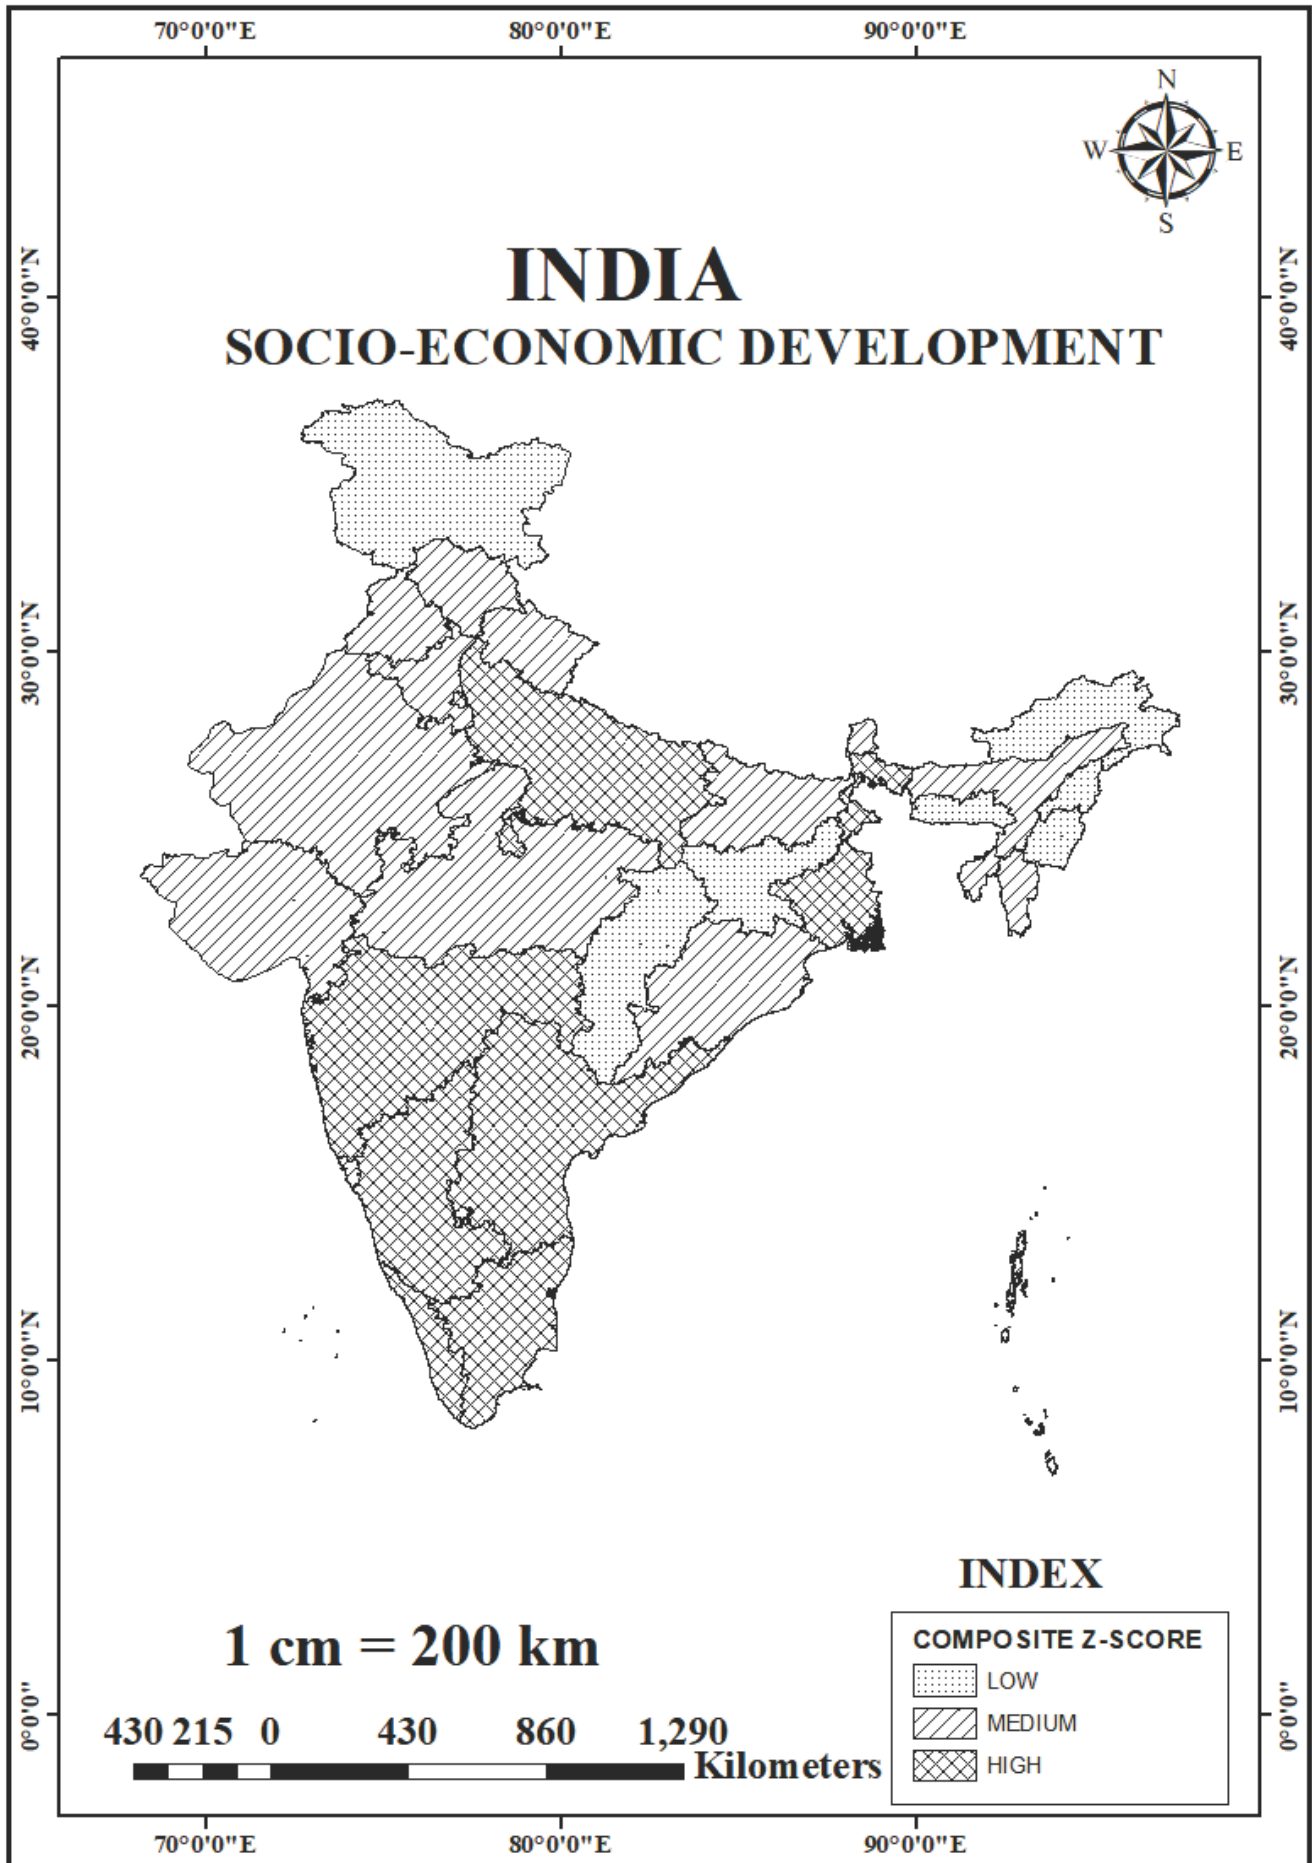 70°0'0"E 80°0'0"E 90°0'0"E
N
W E
S
INDIA
SOCIO-ECONOMIC DEVELOPMENT
40°0'0"N 40°0'0"N
30°0'0"N 30°0'0"N
20°0'0"N 20°0'0"N
10°0'0"N 10°0'0"N
0°0'0" 0°0'0"
INDEX
COMPOSITE Z-SCORE
LOW
MEDIUM
HIGH
1 cm = 200 km
430 215 0 430 860 1,290
Kilometers
70°0'0"E 80°0'0"E 90°0'0"E